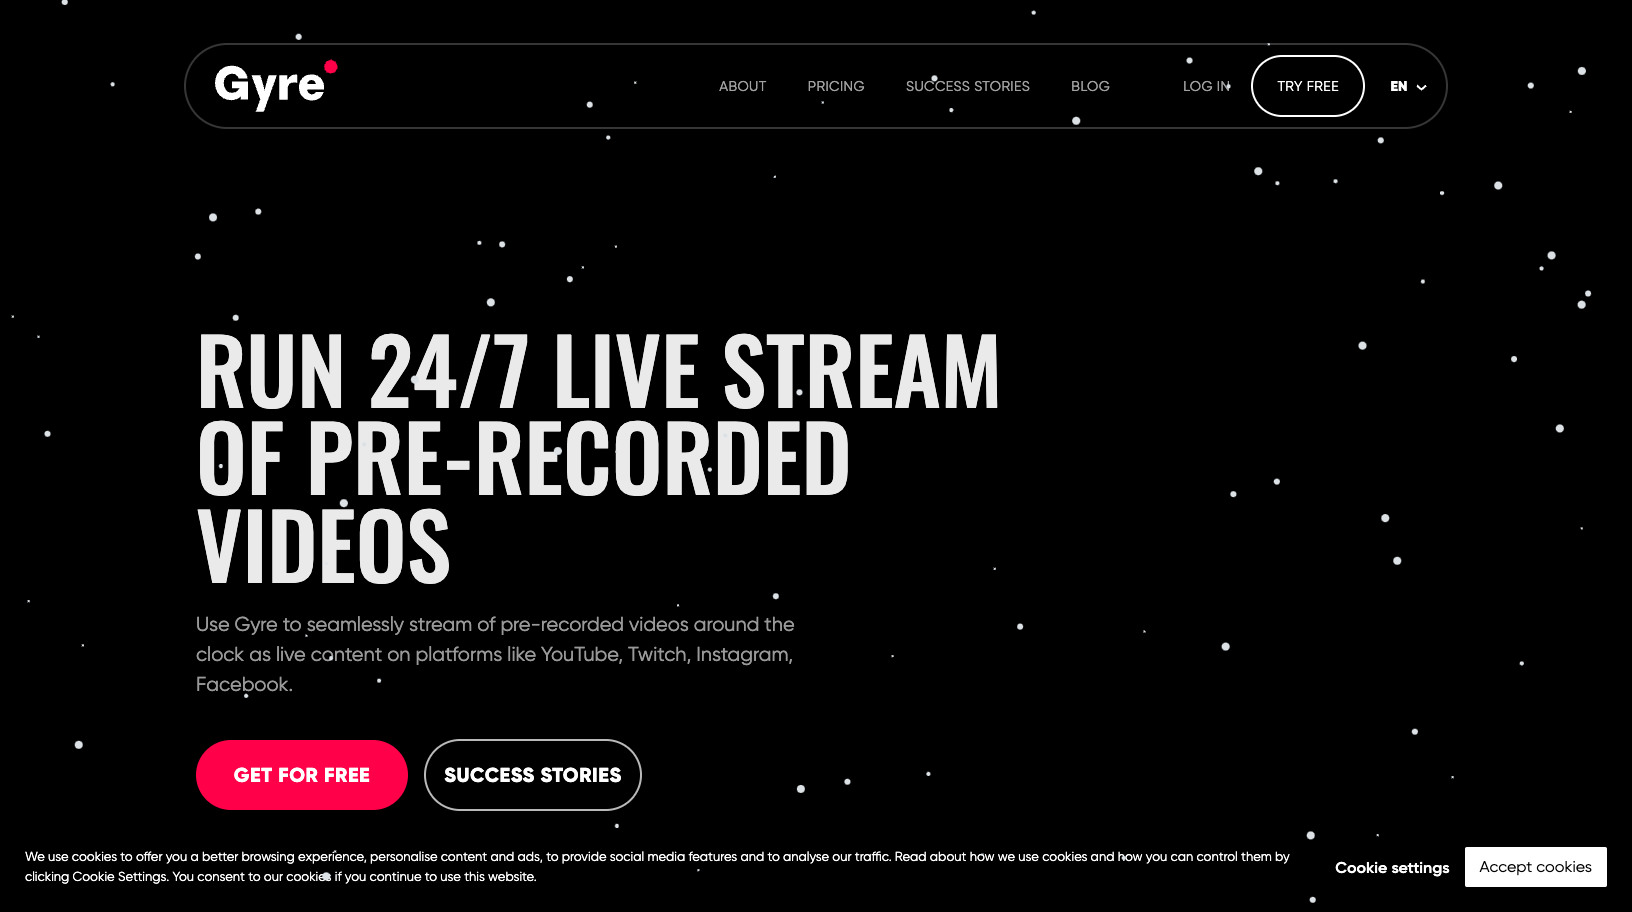 Gyre
ABOUT PRICING SUCCESS STORIES BLOG LOG IN TRY FREE EN
RUN 24/7 LIVE STREAM
OF PRE-RECORDED
VIDEOS
Use Gyre to seamlessly stream of pre-recorded videos around the
clock as live content on platforms like YouTube, Twitch, Instagram,
Facebook.
GET FOR FREE SUCCESS STORIES
We use cookies to offer you a better browsing experience, personalise content and ads, to provide social media features and to analyse our traffic. Read about how we use cookies and how you can control them by
clicking Cookie Settings. You consent to our cookies if you continue to use this website.
Cookie settings Accept cookies